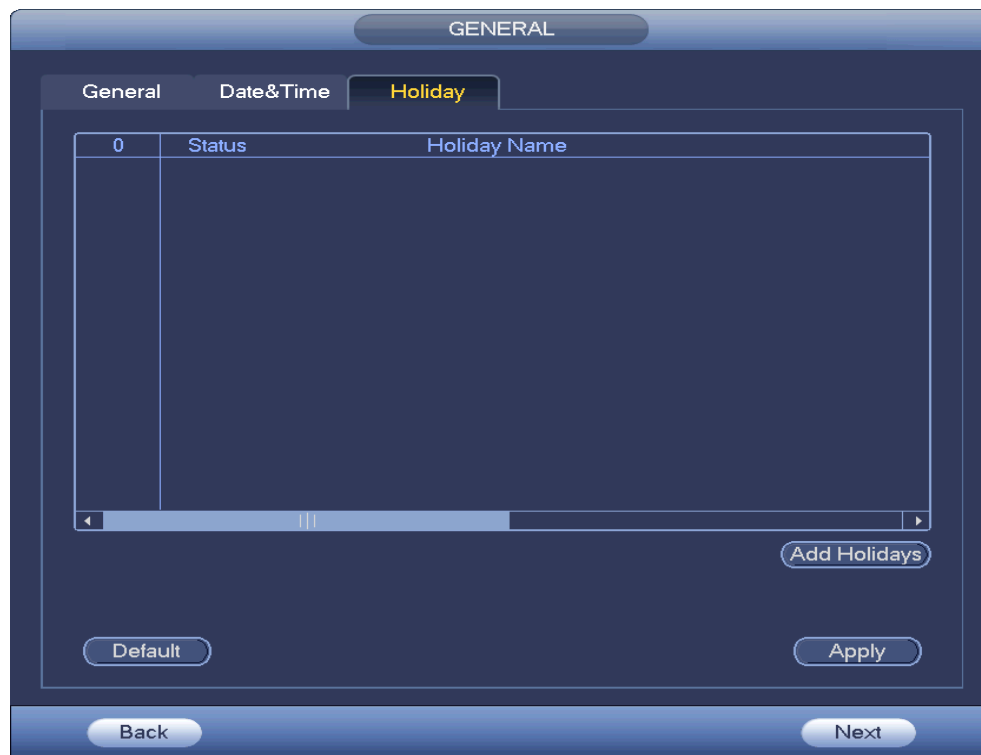 GENERAL
General Date&Time Holiday
0 Status Holiday Name
Add Holidays
Default Apply
Back Next